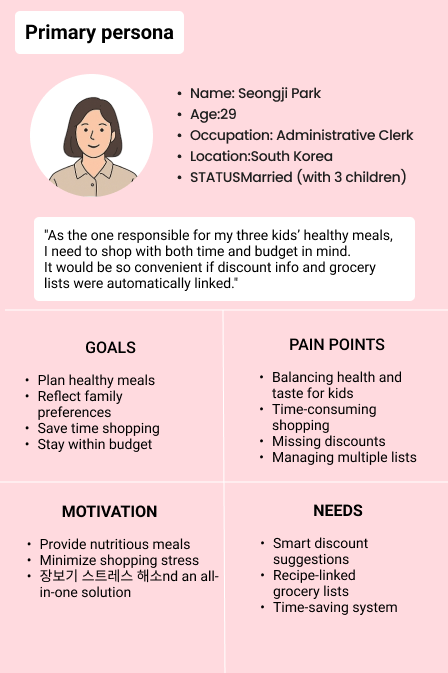 Primary persona
• Name: Seongji Park
• Age:29
• Occupation: Administrative Clerk
• Location:South Korea
• STATUSMarried (with 3 children)
"As the one responsible for my three kids’ healthy meals,
I need to shop with both time and budget in mind.
It would be so convenient if discount info and grocery
lists were automatically linked."
GOALS
• Plan healthy meals
• Reflect family
preferences
• Save time shopping
• Stay within budget
PAIN POINTS
• Balancing health and
taste for kids
• Time-consuming
shopping
• Missing discounts
• Managing multiple lists
MOTIVATION
• Provide nutritious meals
• Minimize shopping stress
• 장보기 스트레스 해소nd an all-
in-one solution
NEEDS
• Smart discount
suggestions
• Recipe-linked
grocery lists
• Time-saving system